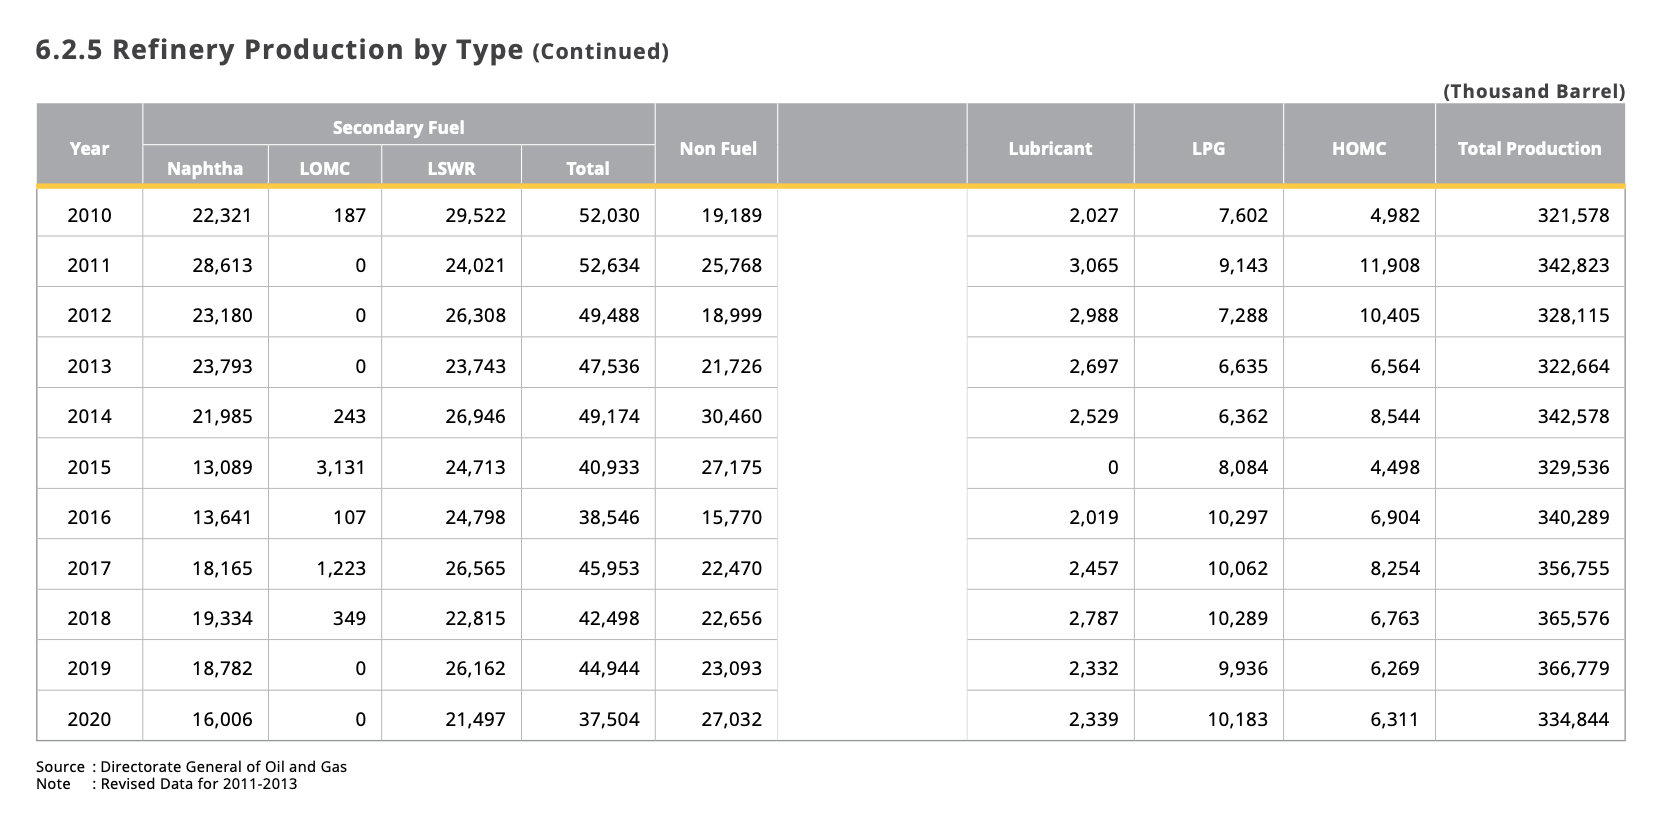 6.2.5 Refinery Production by Type (Continued)
(Thousand Barrel)
Year Secondary Fuel Non Fuel Lubricant LPG HOMC Total Production
Naphtha LOMC LSWR Total
2010 22,321 187 29,522 52,030 19,189 2,027 7,602 4,982 321,578
2011 28,613 0 24,021 52,634 25,768 3,065 9,143 11,908 342,823
2012 23,180 0 26,308 49,488 18,999 2,988 7,288 10,405 328,115
2013 23,793 0 23,743 47,536 21,726 2,697 6,635 6,564 322,664
2014 21,985 243 26,946 49,174 30,460 2,529 6,362 8,544 342,578
2015 13,089 3,131 24,713 40,933 27,175 0 8,084 4,498 329,536
2016 13,641 107 24,798 38,546 15,770 2,019 10,297 6,904 340,289
2017 18,165 1,223 26,565 45,953 22,470 2,457 10,062 8,254 356,755
2018 19,334 349 22,815 42,498 22,656 2,787 10,289 6,763 365,576
2019 18,782 0 26,162 44,944 23,093 2,332 9,936 6,269 366,779
2020 16,006 0 21,497 37,504 27,032 2,339 10,183 6,311 334,844
Source : Directorate General of Oil and Gas
Note : Revised Data for 2011-2013